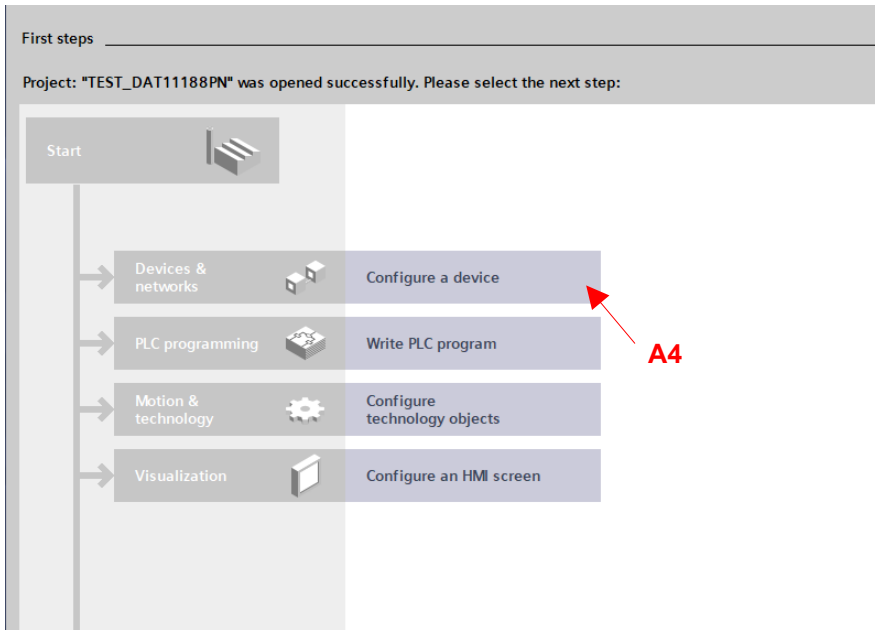 First steps
Project: "TEST_DAT11188PN" was opened successfully. Please select the next step:
Start
Devices &
networks
Configure a device
PLC programming
Write PLC program
A4
Motion &
technology
Configure
technology objects
Visualization
Configure an HMI screen